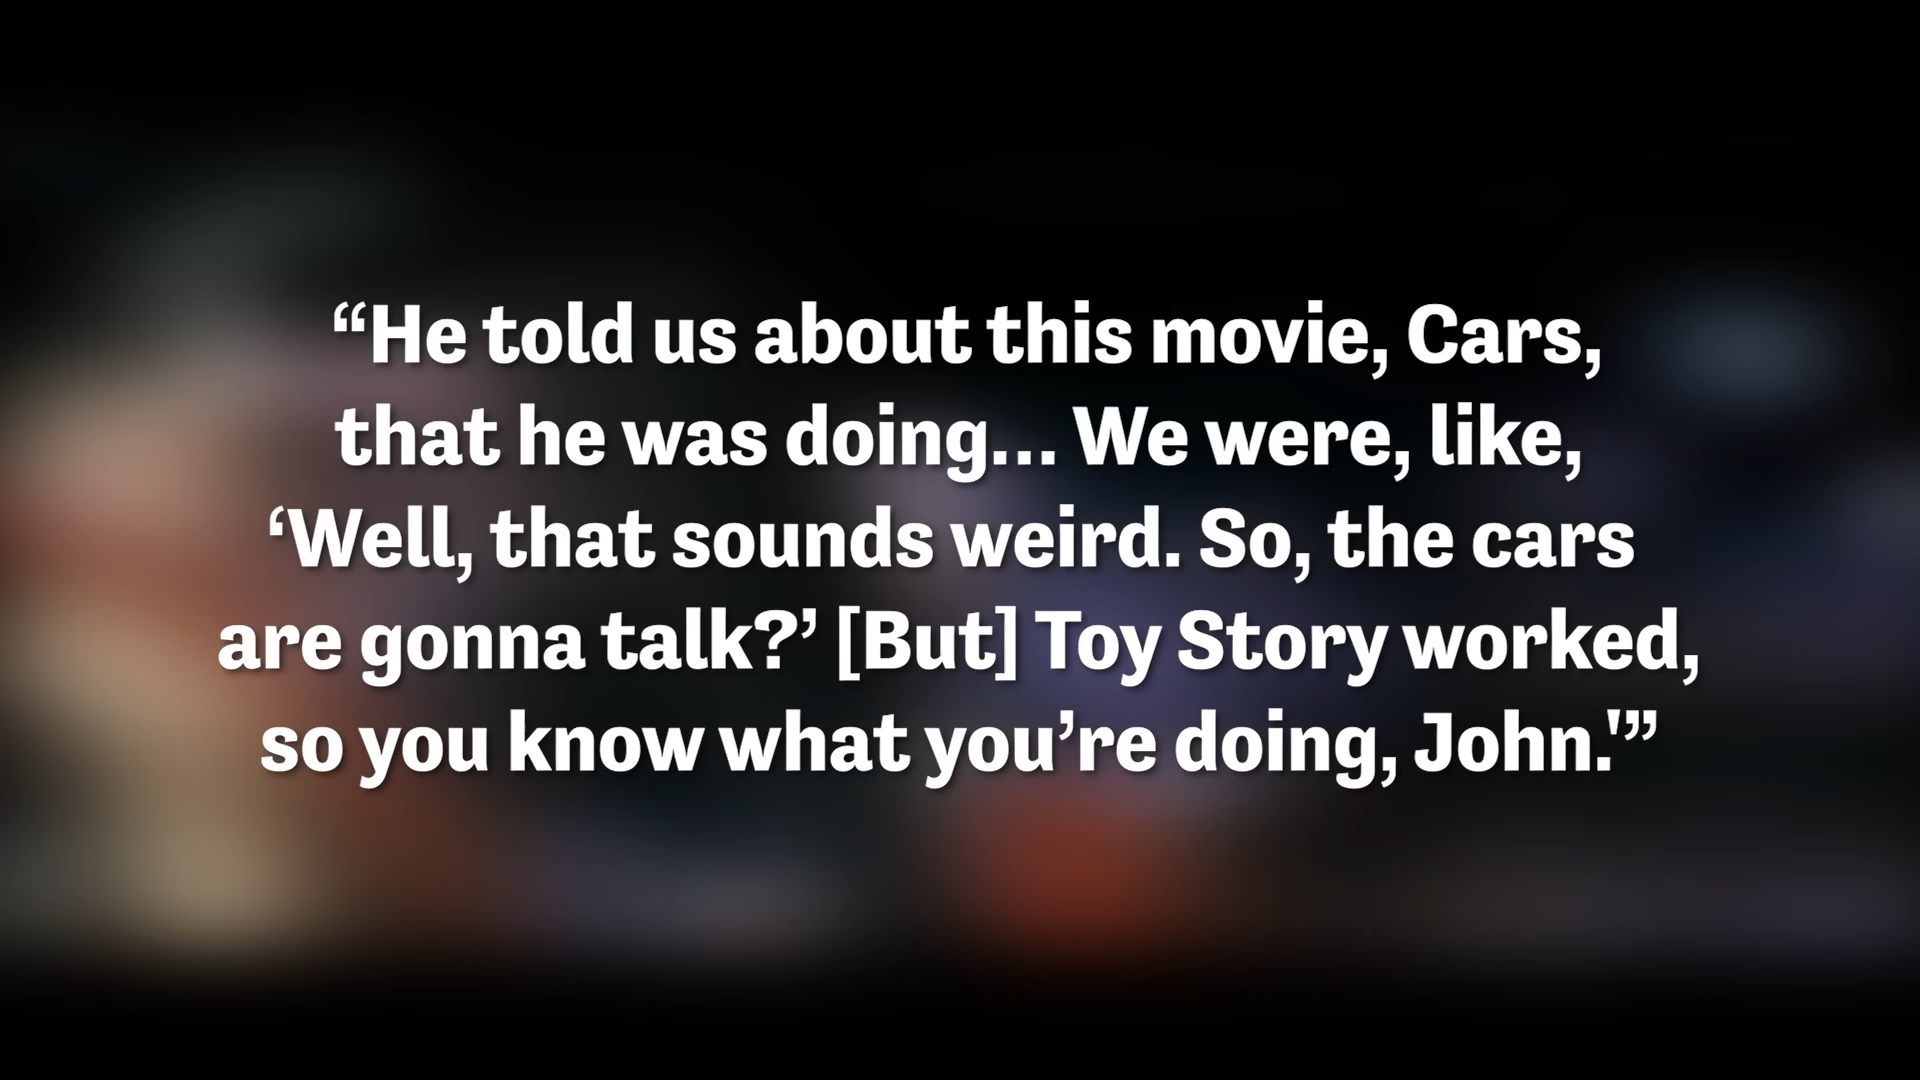 “He told us about this movie, Cars,
that he was doing... We were, like,
‘Well, that sounds weird. So, the cars
are gonna talk?’ [But] Toy Story worked,
so you know what you’re doing, John.'”